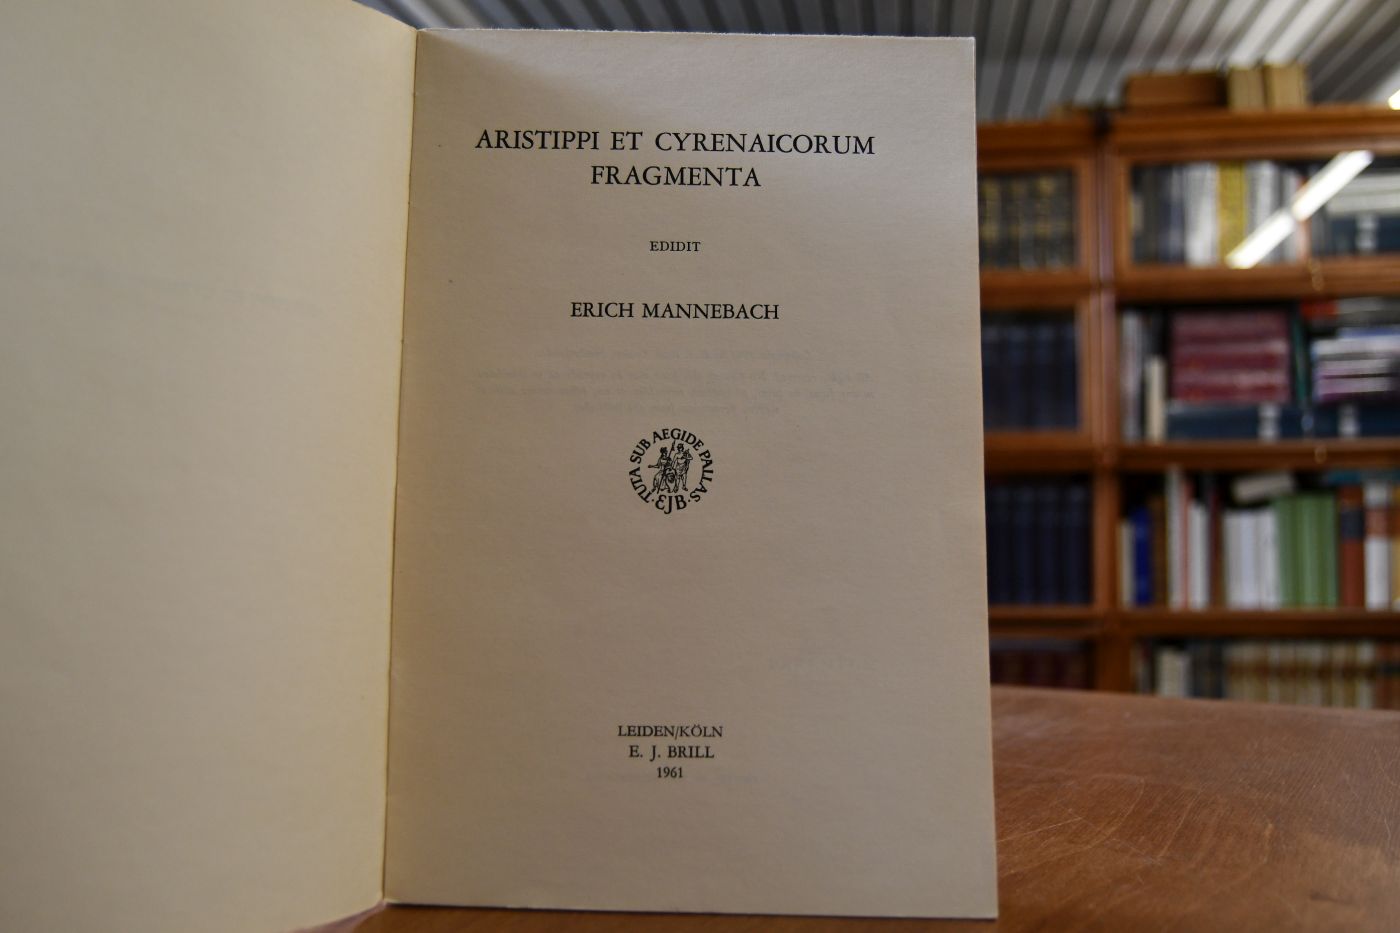 ARISTIPPI ET CYRENAICORUM
FRAGMENTA
EDIDIT
ERICH MANNEBACH
TUTA SUB AEGIDE PALLAS
EJB
LEIDEN/KÖLN
E. J. BRILL
1961